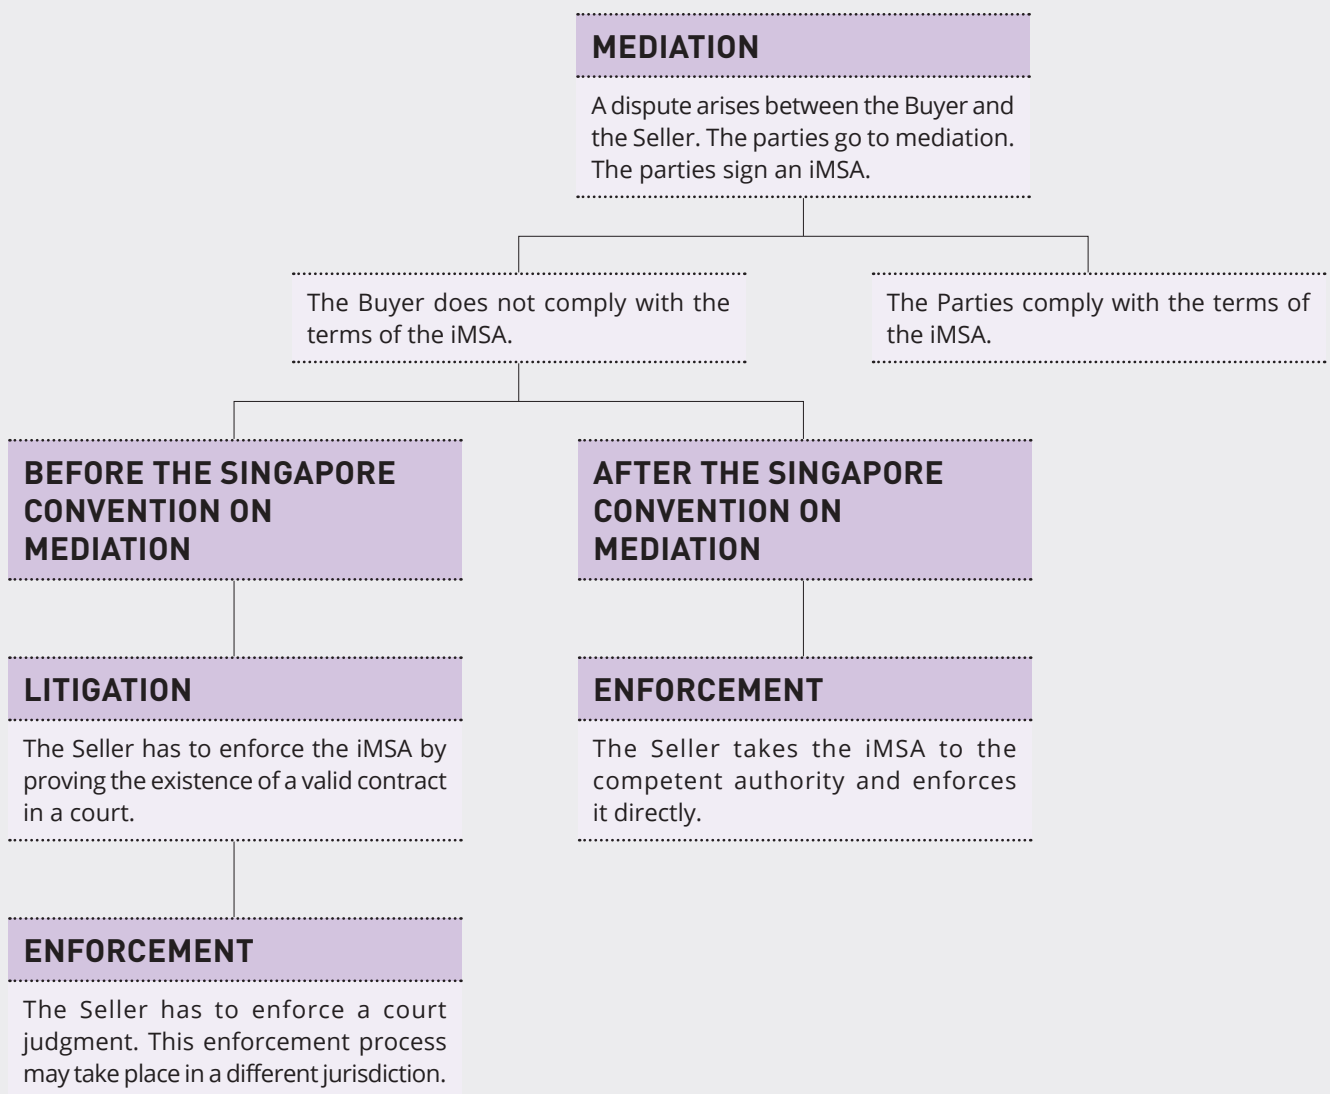 MEDIATION
A dispute arises between the Buyer and
the Seller. The parties go to mediation.
The parties sign an iMSA.
The Buyer does not comply with the
terms of the iMSA.
The Parties comply with the terms of
the iMSA.
BEFORE THE SINGAPORE
CONVENTION ON
MEDIATION
AFTER THE SINGAPORE
CONVENTION ON
MEDIATION
LITIGATION
The Seller has to enforce the iMSA by
proving the existence of a valid contract
in a court.
ENFORCEMENT
The Seller takes the iMSA to the
competent authority and enforces
it directly.
ENFORCEMENT
The Seller has to enforce a court
judgment. This enforcement process
may take place in a different jurisdiction.